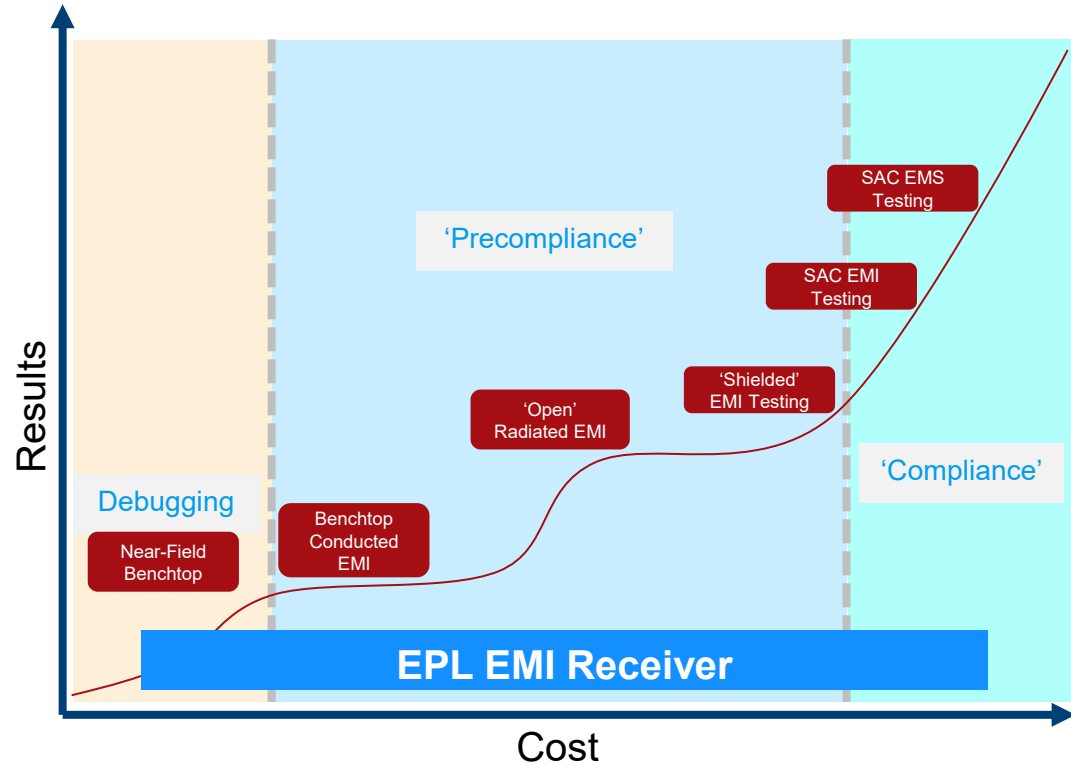 SAC EMS
Testing
‘Precompliance’
SAC EMI
Testing
‘Shielded’
EMI Testing
‘Open’
Radiated EMI
Results
‘Compliance’
Debugging
Benchtop
Conducted
EMI
Near-Field
Benchtop
EPL EMI Receiver
Cost